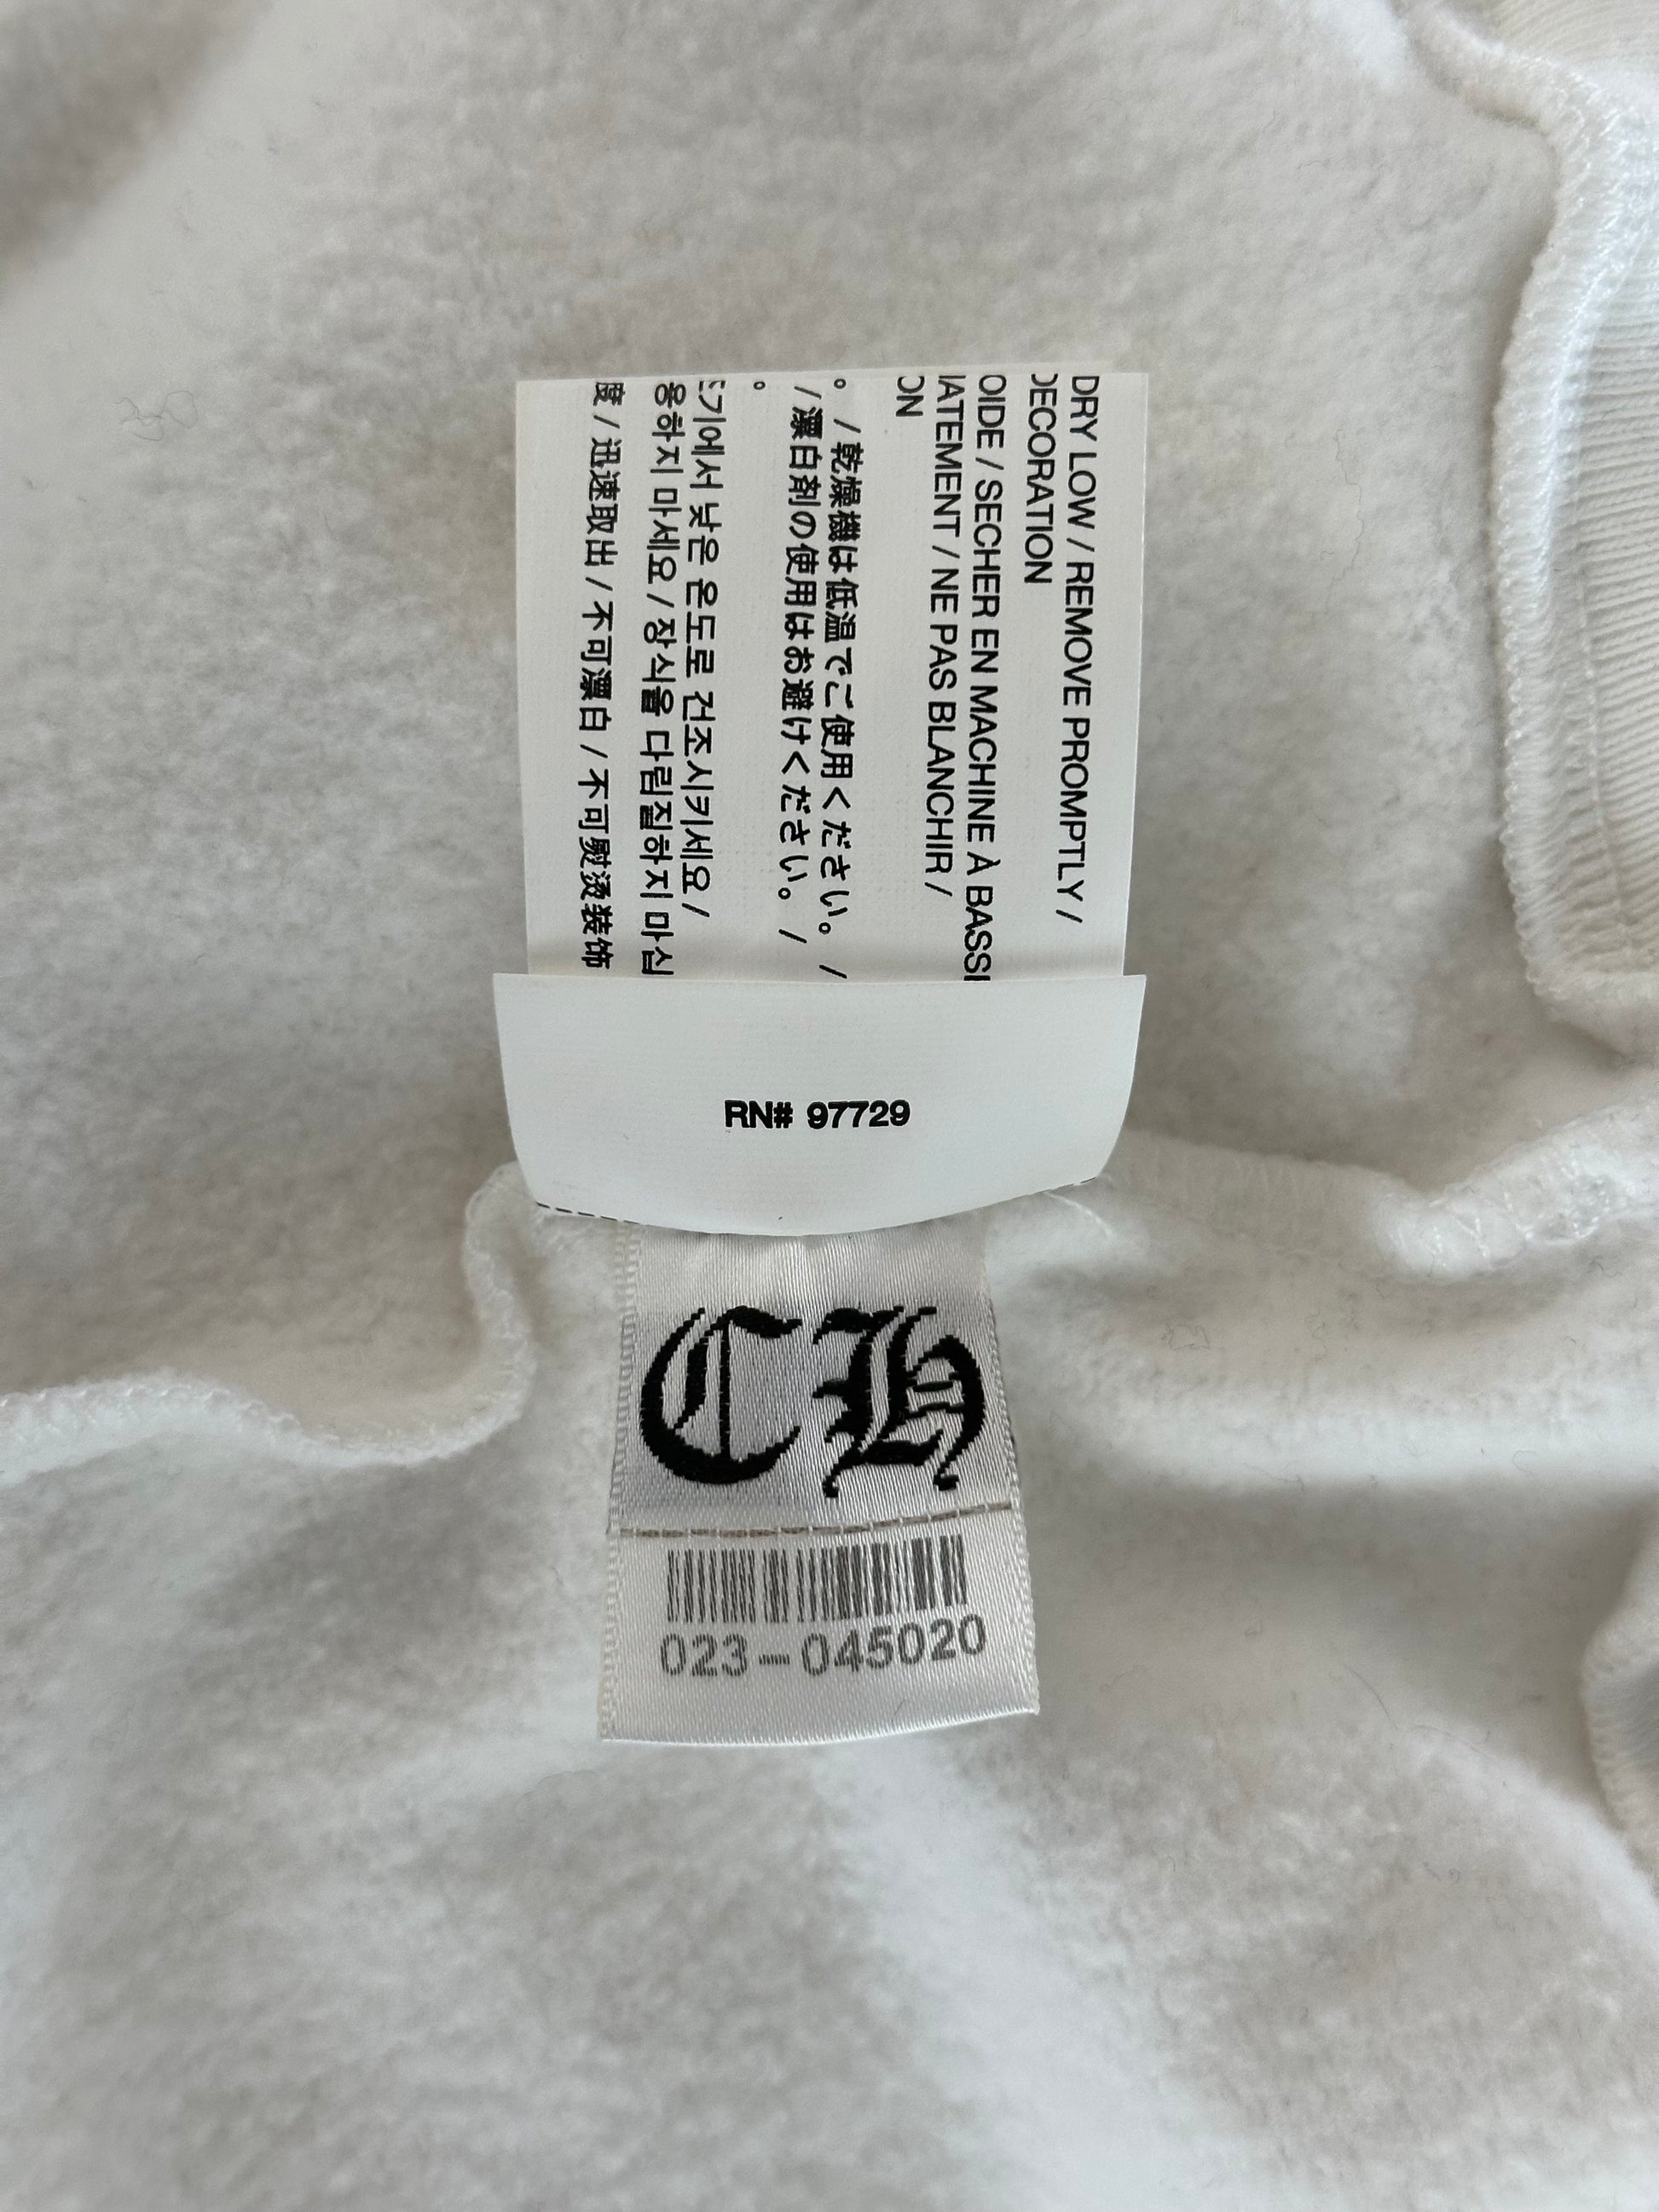 DRY LOW / REMOVE PROMPTLY /
DECORATION
OIDE / SECHER EN MACHINE À BASSE
IATEMENT / NE PAS BLANCHIR /
ON
。 / 乾燥機は低温でご使用ください。 /
/ 漂白剤の使用はお避けください。 /
。
기에서 낮은 온도로 건조시키세요 /
용하지 마세요 / 장식을 다림질하지 마십
度 / 迅速取出 / 不可漂白 / 不可熨烫装饰
RN# 97729
CH
023-045020